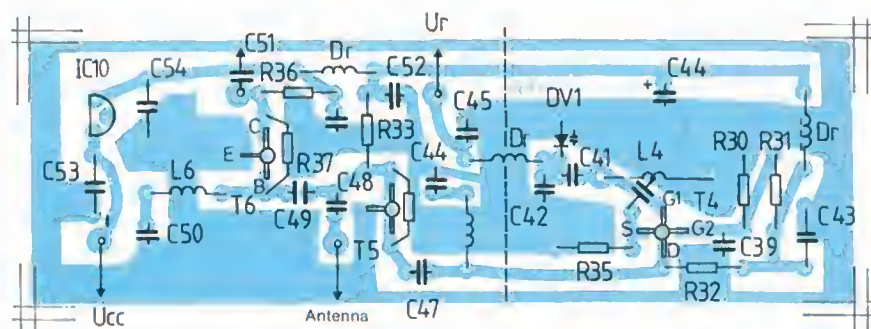 C51
Dr
Ur
IC10
C54
R36
C52
C45
DV1
C44
+
Dr
R33
C
E
B
R37
C44
Dr
C41
L4
R30
R31
C53
L6
T6
C49
C48
T5
C42
G1
T4
S
G2
D
C39
C43
C50
C47
R35
R32
Ucc
Antenna